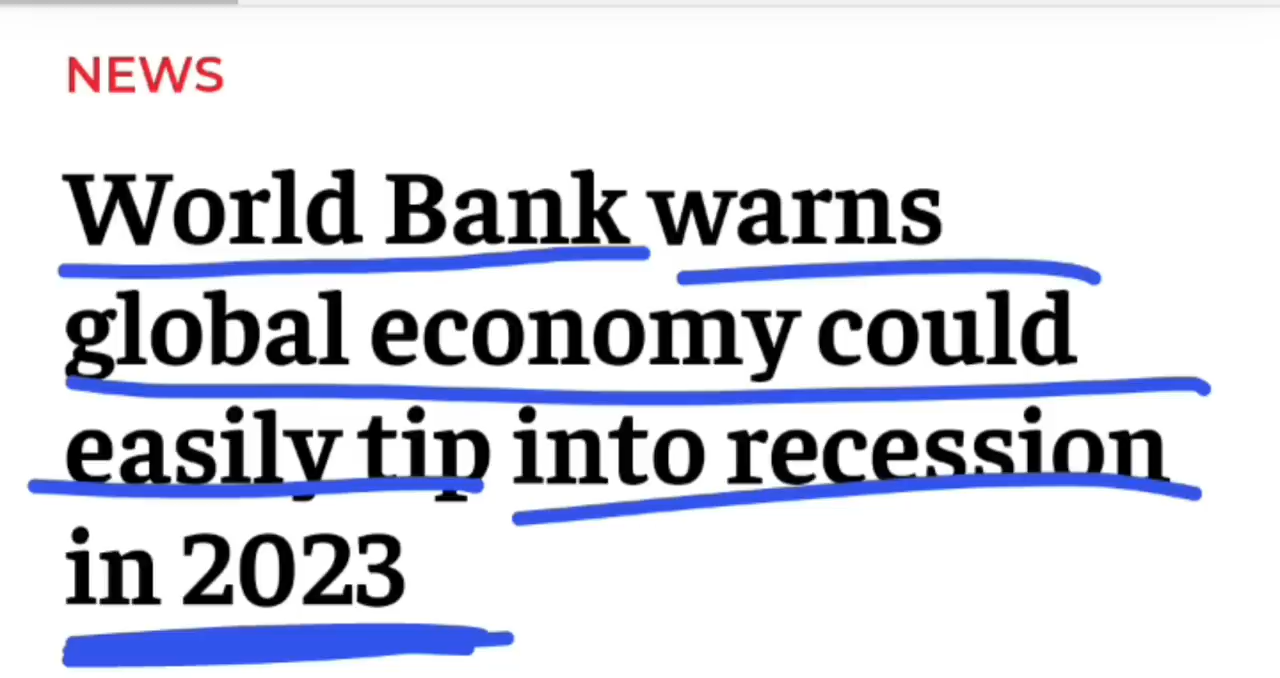 NEWS
World Bank warns
global economy could
easily tip into recession
in 2023